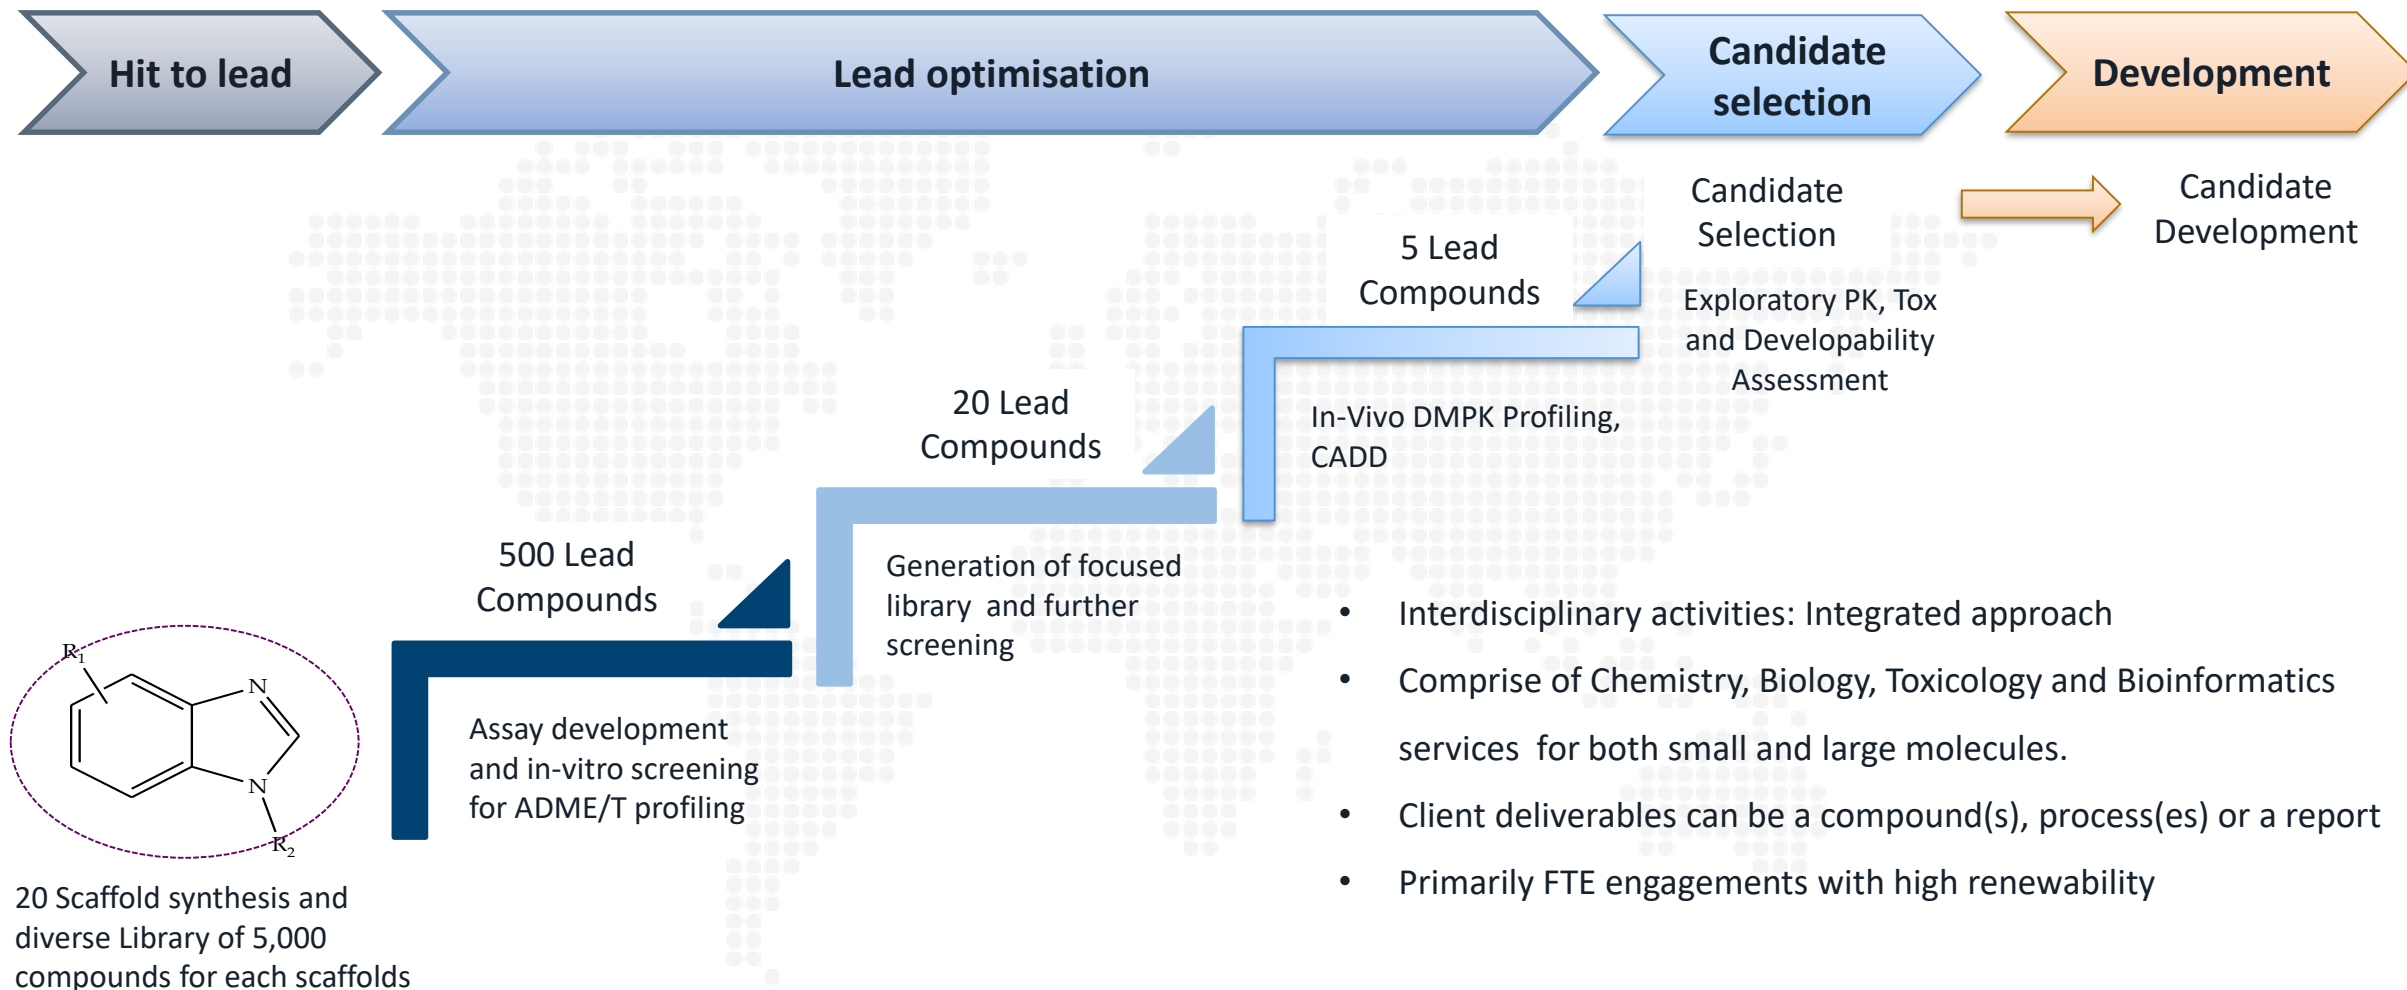 Hit to lead
Lead optimisation
Candidate
selection
Development
Candidate
Selection
Candidate
Development
5 Lead
Compounds
Exploratory PK, Tox
and Developability
Assessment
20 Lead
Compounds
In-Vivo DMPK Profiling,
CADD
500 Lead
Compounds
Generation of focused
library  and further
screening
R1
N
N
R2
Assay development
and in-vitro screening
for ADME/T profiling
20 Scaffold synthesis and
diverse Library of 5,000
compounds for each scaffolds
• Interdisciplinary activities: Integrated approach
• Comprise of Chemistry, Biology, Toxicology and Bioinformatics
services  for both small and large molecules.
• Client deliverables can be a compound(s), process(es) or a report
• Primarily FTE engagements with high renewability